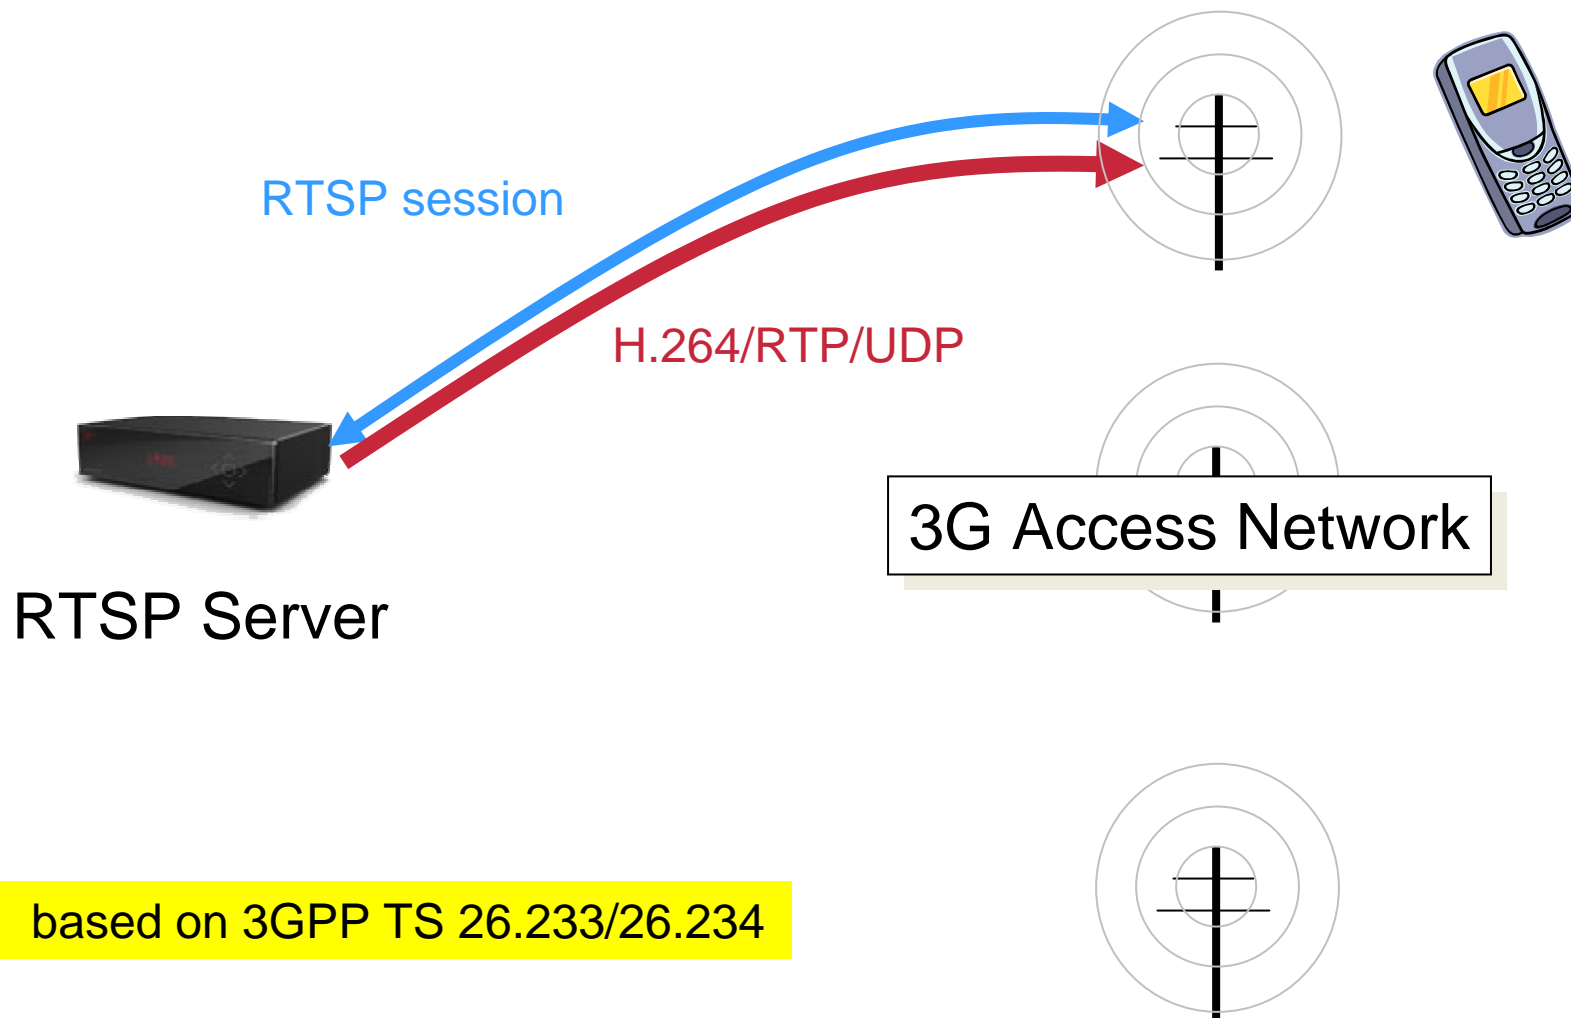 RTSP session
H.264/RTP/UDP
3G Access Network
RTSP Server
based on 3GPP TS 26.233/26.234